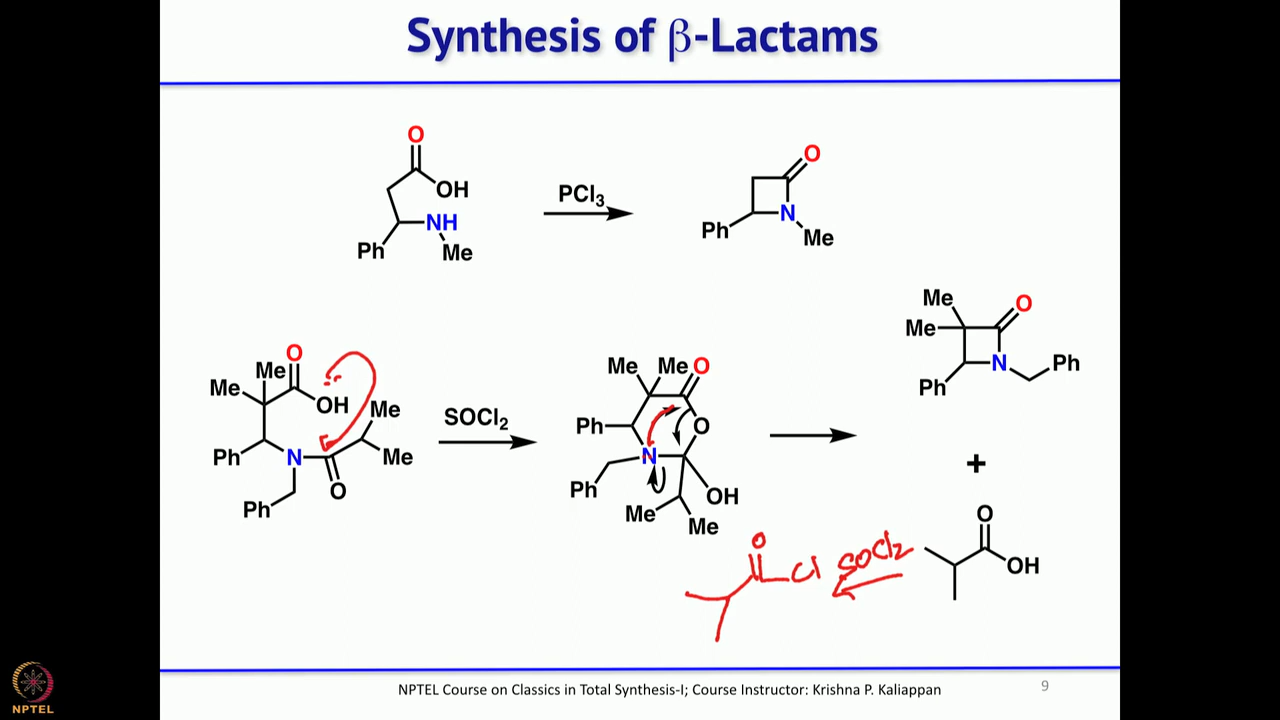 Synthesis of β-Lactams
O
OH
NH
Ph
Me
PCl3
O
N
Ph
Me
Me
O
Me
N
Ph
Ph
O
Me
Me
OH
Me
Ph
N
Me
O
Ph
SOCl2
Me
Me
O
Ph
O
N
Ph
OH
Me
Me
+
O
OH
O
Cl
SOCl2
NPTEL
NPTEL Course on Classics in Total Synthesis-I; Course Instructor: Krishna P. Kaliappan
9